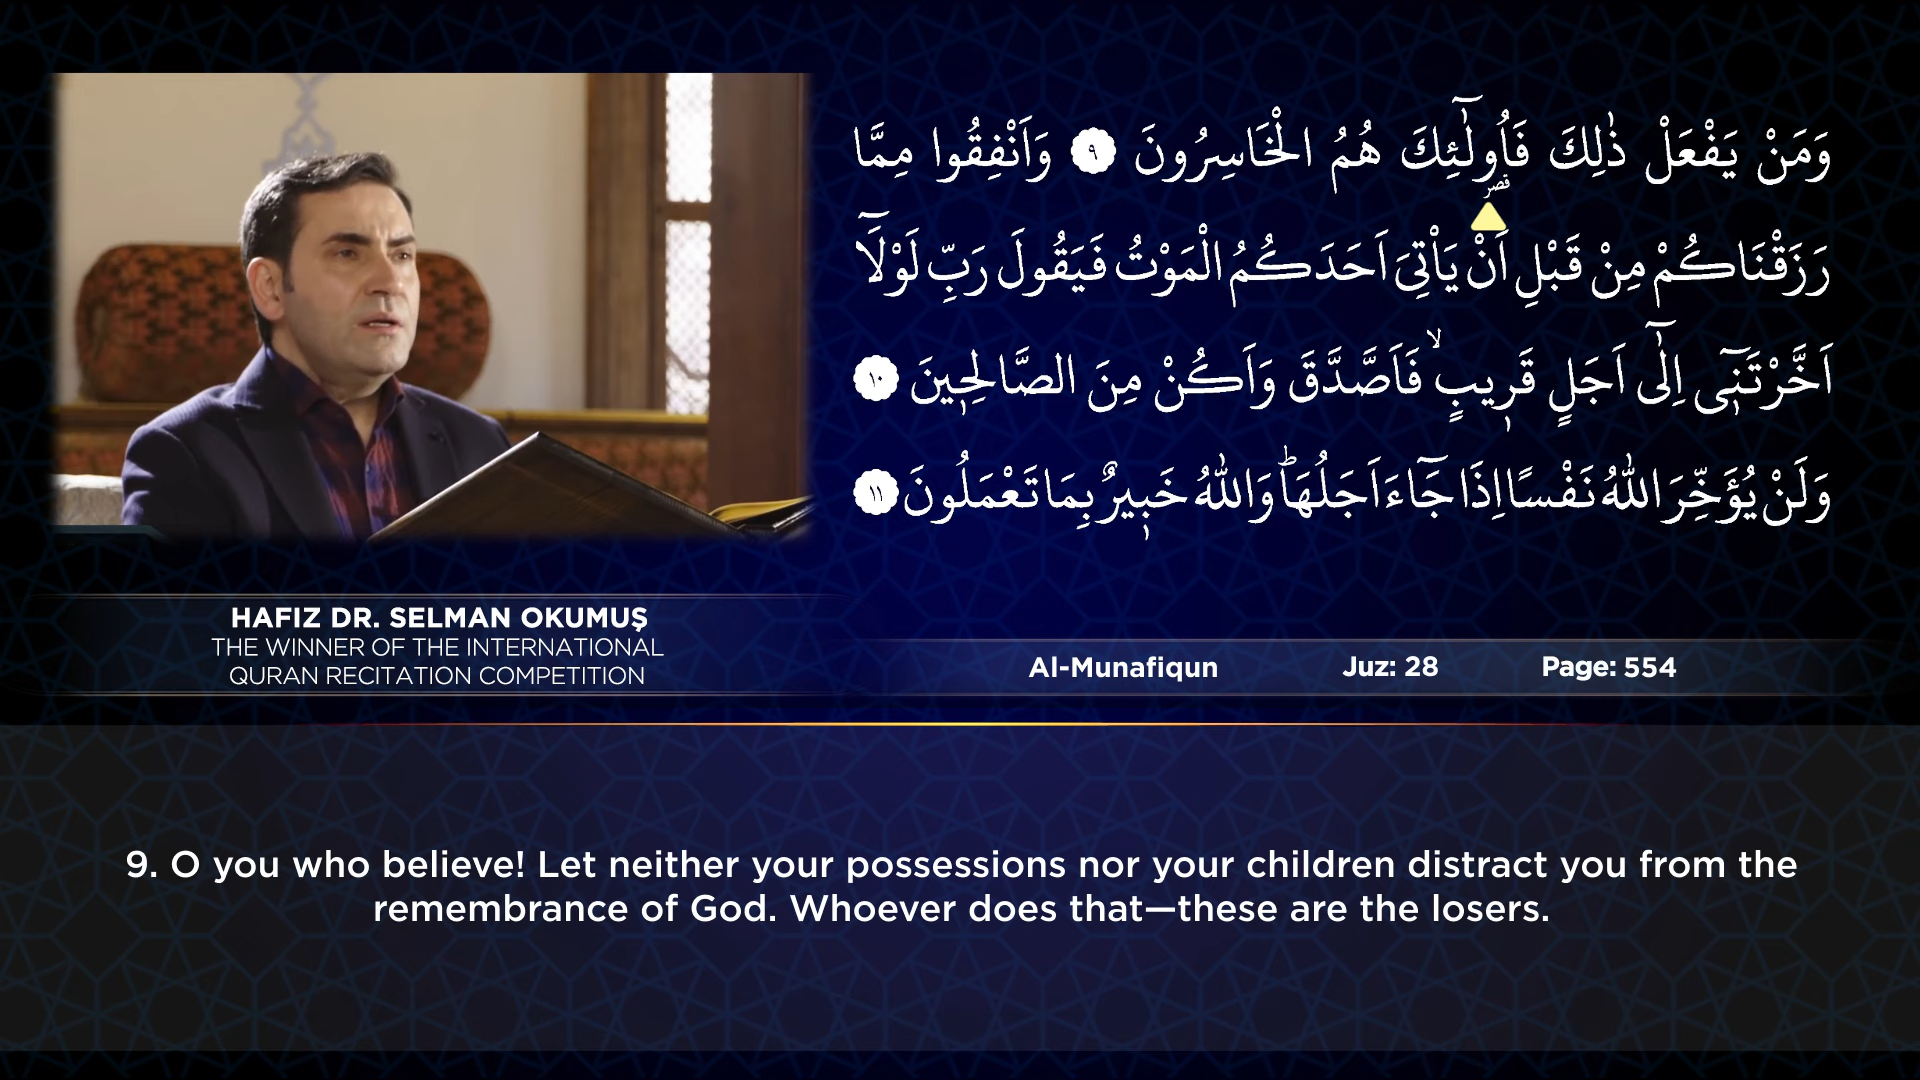 وَمَنْ يَفْعَلْ ذٰلِكَ فَاُو۬لٰٓئِكَ هُمُ الْخَاسِرُونَ ٩ وَاَنْفِقُوا مِمَّا
قصر
رَزَقْنَاكُمْ مِنْ قَبْلِ اَنْ يَأْتِيَ اَحَدَكُمُ الْمَوْتُ فَيَقُولَ رَبِّ لَوْلَٓا
اَخَّرْتَن۪ٓي اِلٰٓى اَجَلٍ قَر۪يبٍۙ فَاَصَّدَّقَ وَاَكُنْ مِنَ الصَّالِح۪ينَ ١٠
وَلَنْ يُؤَخِّرَ اللّٰهُ نَفْسًا اِذَا جَٓاءَ اَجَلُهَاۜ وَاللّٰهُ خَب۪يرٌ بِمَا تَعْمَلُونَ ١١
HAFIZ DR. SELMAN OKUMUŞ
THE WINNER OF THE INTERNATIONAL
QURAN RECITATION COMPETITION
Al-Munafiqun Juz: 28 Page: 554
9. O you who believe! Let neither your possessions nor your children distract you from the
remembrance of God. Whoever does that—these are the losers.